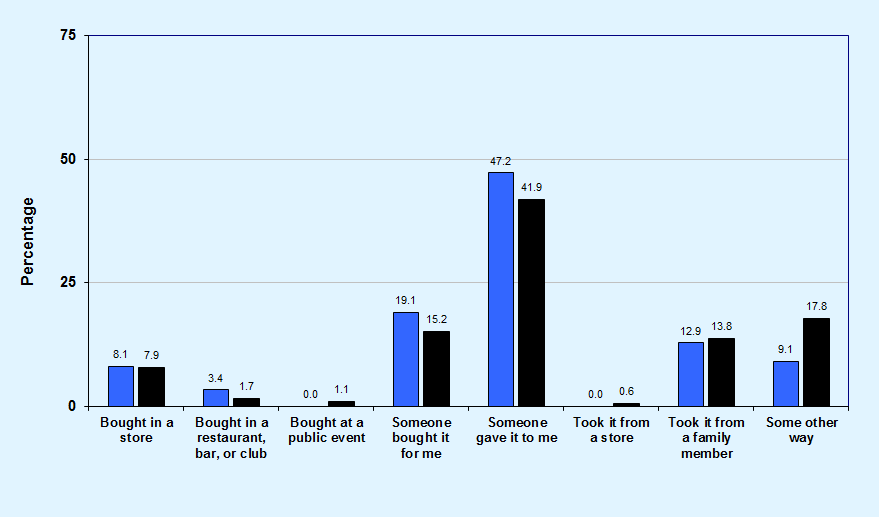 75
50
25
0
Percentage
8.1
7.9
3.4
1.7
0.0
1.1
19.1
15.2
47.2
41.9
0.0
0.6
12.9
13.8
9.1
17.8
Bought in a
store
Bought in a
restaurant,
bar, or club
Bought at a
public event
Someone
bought it
for me
Someone
gave it to me
Took it from
a store
Took it from
a family
member
Some other
way